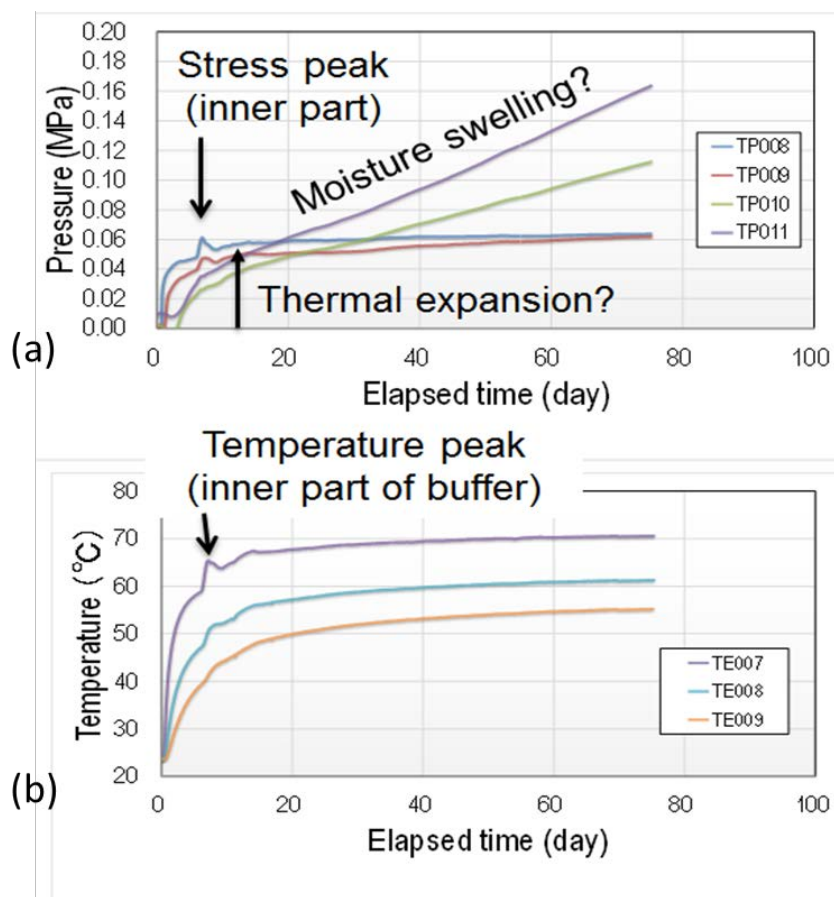 0.20
0.18
0.16
0.14
0.12
0.10
0.08
0.06
0.04
0.02
0.00
Pressure (MPa)
Stress peak
(inner part)
Moisture swelling?
Thermal expansion?
TP008
TP009
TP010
TP011
0 20 40 60 80 100
Elapsed time (day)
(a)
Temperature peak
(inner part of buffer)
80
70
60
50
40
30
20
Temperature (°C)
TE007
TE008
TE009
0 20 40 60 80 100
Elapsed time (day)
(b)